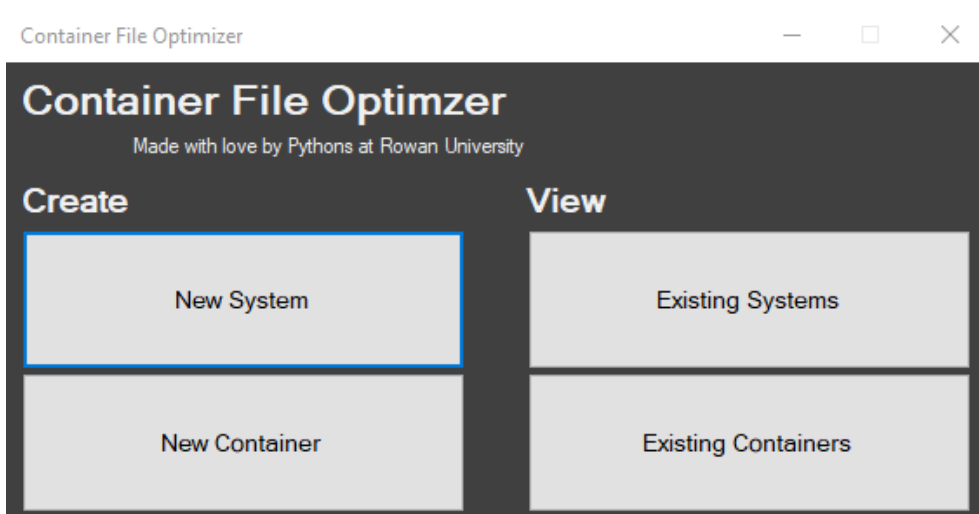 Container File Optimizer
Container File Optimzer
Made with love by Pythons at Rowan University
Create
View
New System
Existing Systems
New Container
Existing Containers